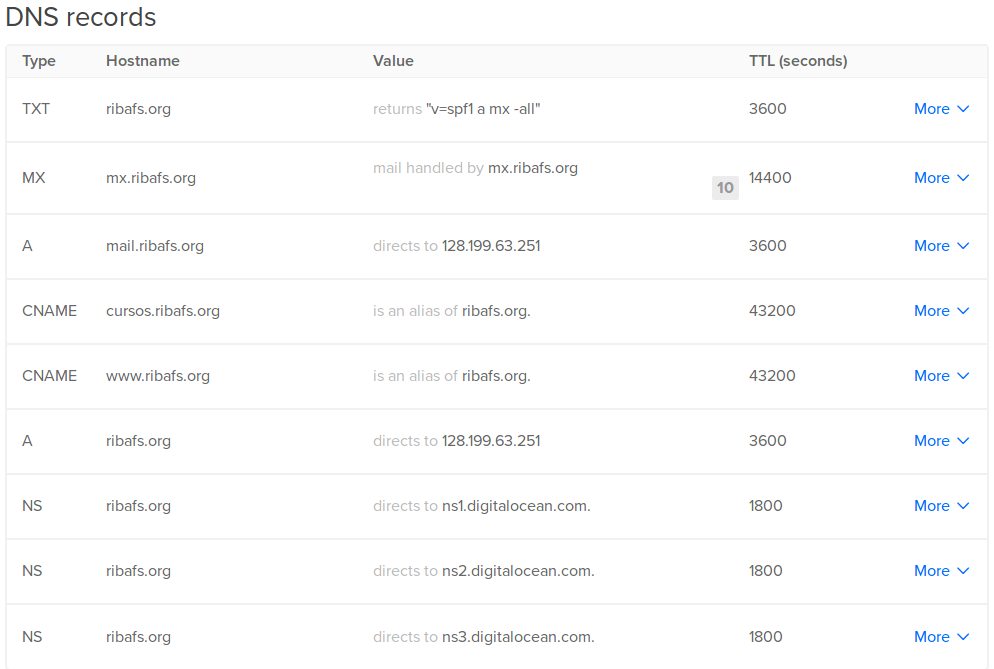 DNS records
Type Hostname Value TTL (seconds)
TXT ribafs.org returns "v=spf1 a mx -all" 3600 More
MX mx.ribafs.org mail handled by mx.ribafs.org 10 14400 More
A mail.ribafs.org directs to 128.199.63.251 3600 More
CNAME cursos.ribafs.org is an alias of ribafs.org. 43200 More
CNAME www.ribafs.org is an alias of ribafs.org. 43200 More
A ribafs.org directs to 128.199.63.251 3600 More
NS ribafs.org directs to ns1.digitalocean.com. 1800 More
NS ribafs.org directs to ns2.digitalocean.com. 1800 More
NS ribafs.org directs to ns3.digitalocean.com. 1800 More